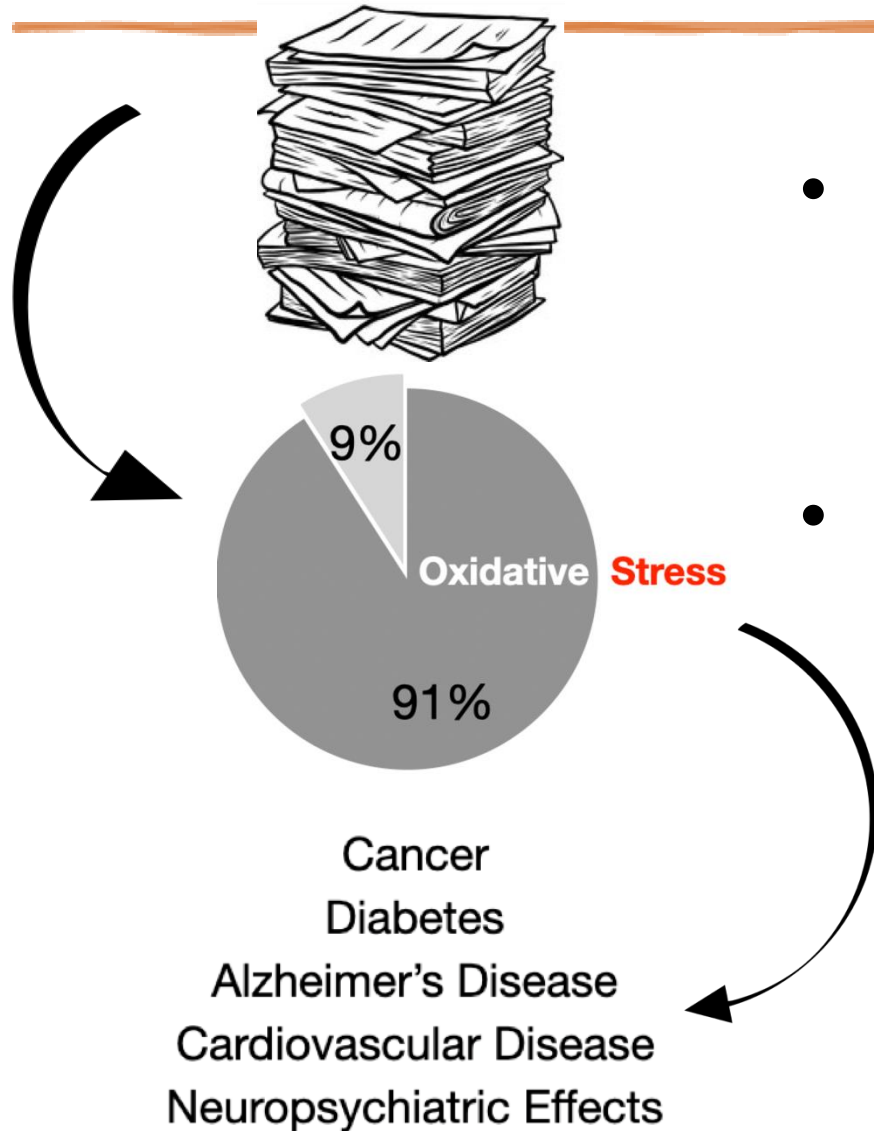 9%
Oxidative Stress
91%
Cancer
Diabetes
Alzheimer’s Disease
Cardiovascular Disease
Neuropsychiatric Effects